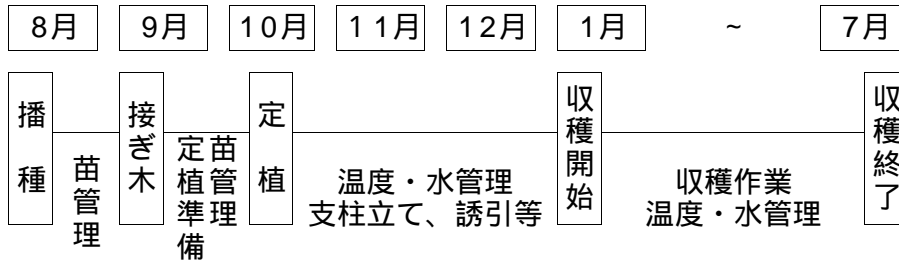 8月 9月 10月 11月 12月 1月 ~ 7月
播種
苗管理
接ぎ木
苗管理
定植準備
定植
温度・水管理
支柱立て、誘引等
収穫開始
収穫作業
温度・水管理
収穫終了